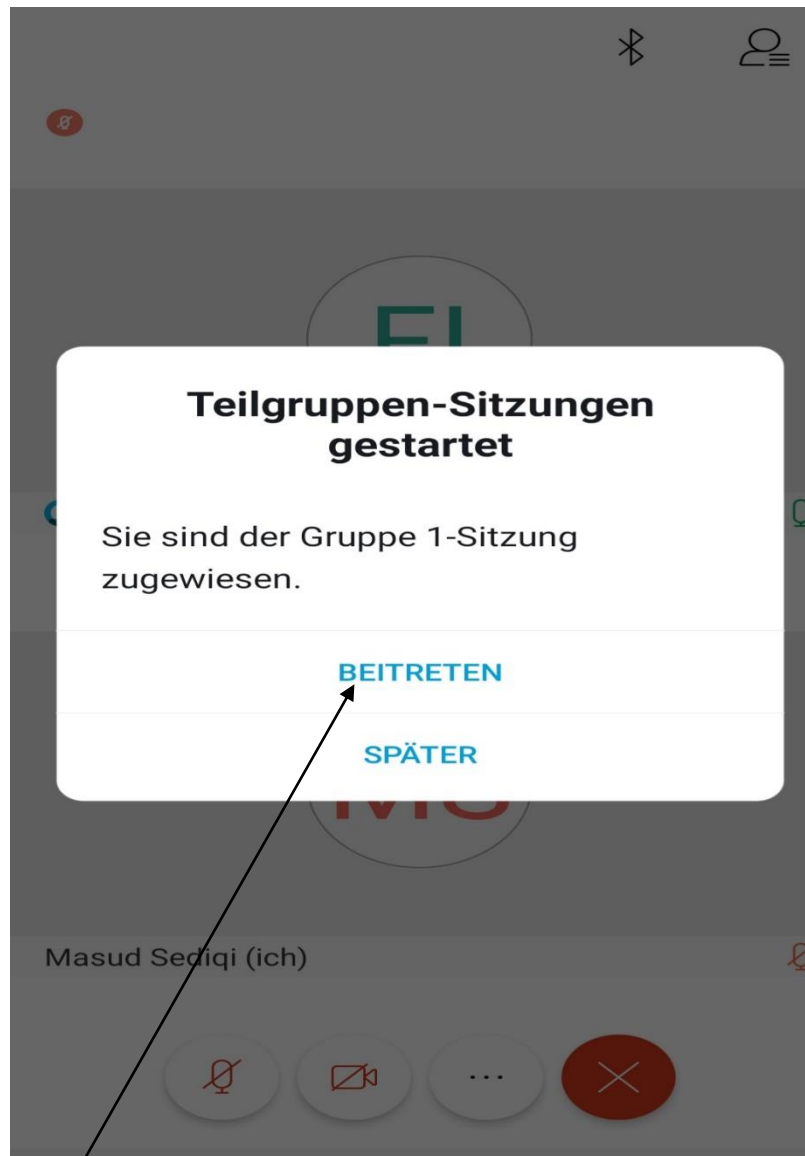 Teilgruppen-Sitzungen
gestartet
Sie sind der Gruppe 1-Sitzung
zugewiesen.
BEITRETEN
SPÄTER
Masud Sediqi (ich)